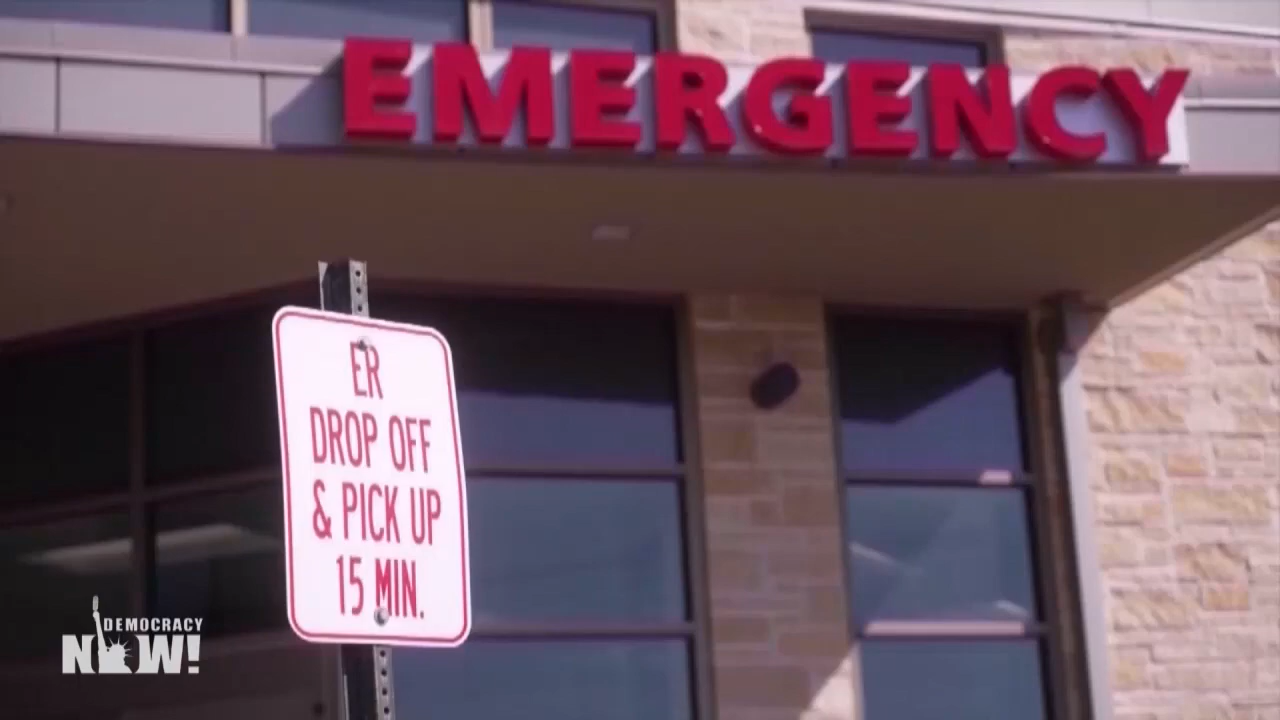 EMERGENCY
ER
DROP OFF
& PICK UP
15 MIN.
DEMOCRACY
NOW!